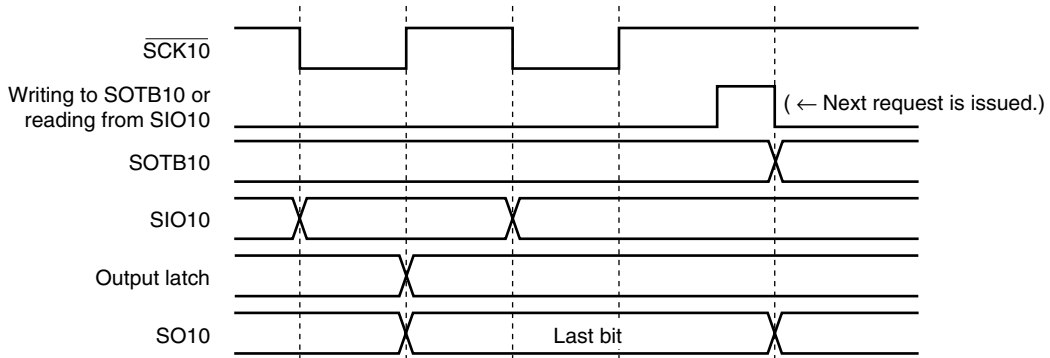 SCK10
Writing to SOTB10 or
reading from SIO10
( ← Next request is issued.)
SOTB10
SIO10
Output latch
SO10
Last bit